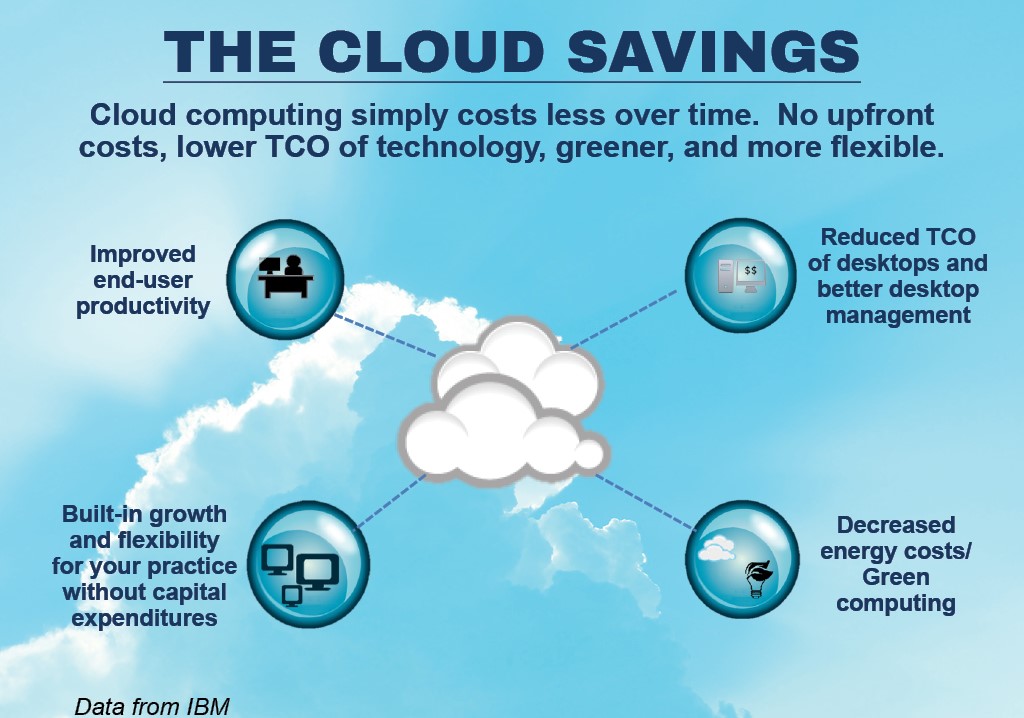 THE CLOUD SAVINGS
Cloud computing simply costs less over time.  No upfront
costs, lower TCO of technology, greener, and more flexible.
Improved
end-user
productivity
$$
Reduced TCO
of desktops and
better desktop
management
Built-in growth
and flexibility
for your practice
without capital
expenditures
Decreased
energy costs/
Green
computing
Data from IBM